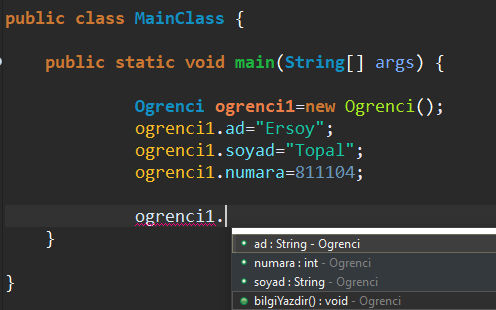 public class MainClass {
public static void main(String[] args) {
Ogrenci ogrenci1=new Ogrenci();
ogrenci1.ad="Ersoy";
ogrenci1.soyad="Topal";
ogrenci1.numara=811104;
ogrenci1.
ad : String - Ogrenci
numara : int - Ogrenci
soyad : String - Ogrenci
bilgiYazdir() : void - Ogrenci
}
}